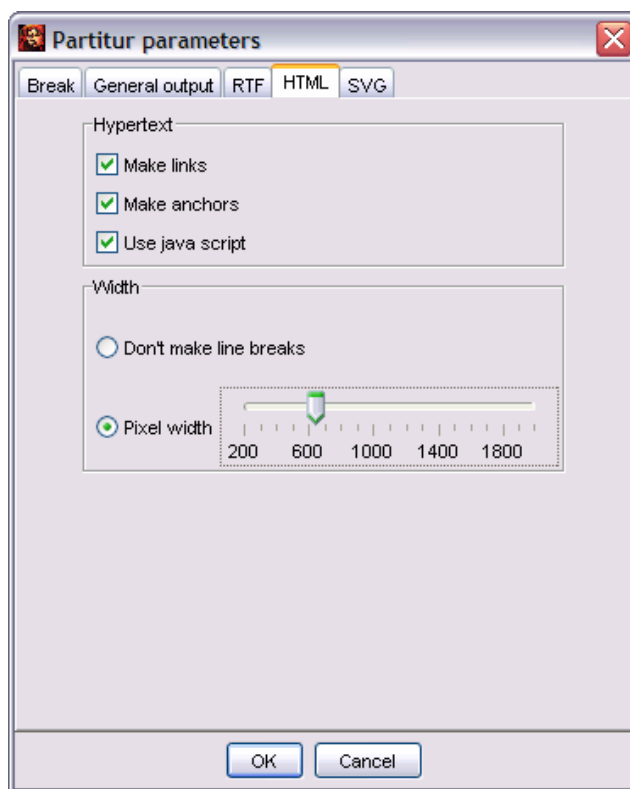 Partitur parameters
Break General output RTF HTML SVG
Hypertext
Make links
Make anchors
Use java script
Width
Don't make line breaks
Pixel width
200 600 1000 1400 1800
OK Cancel